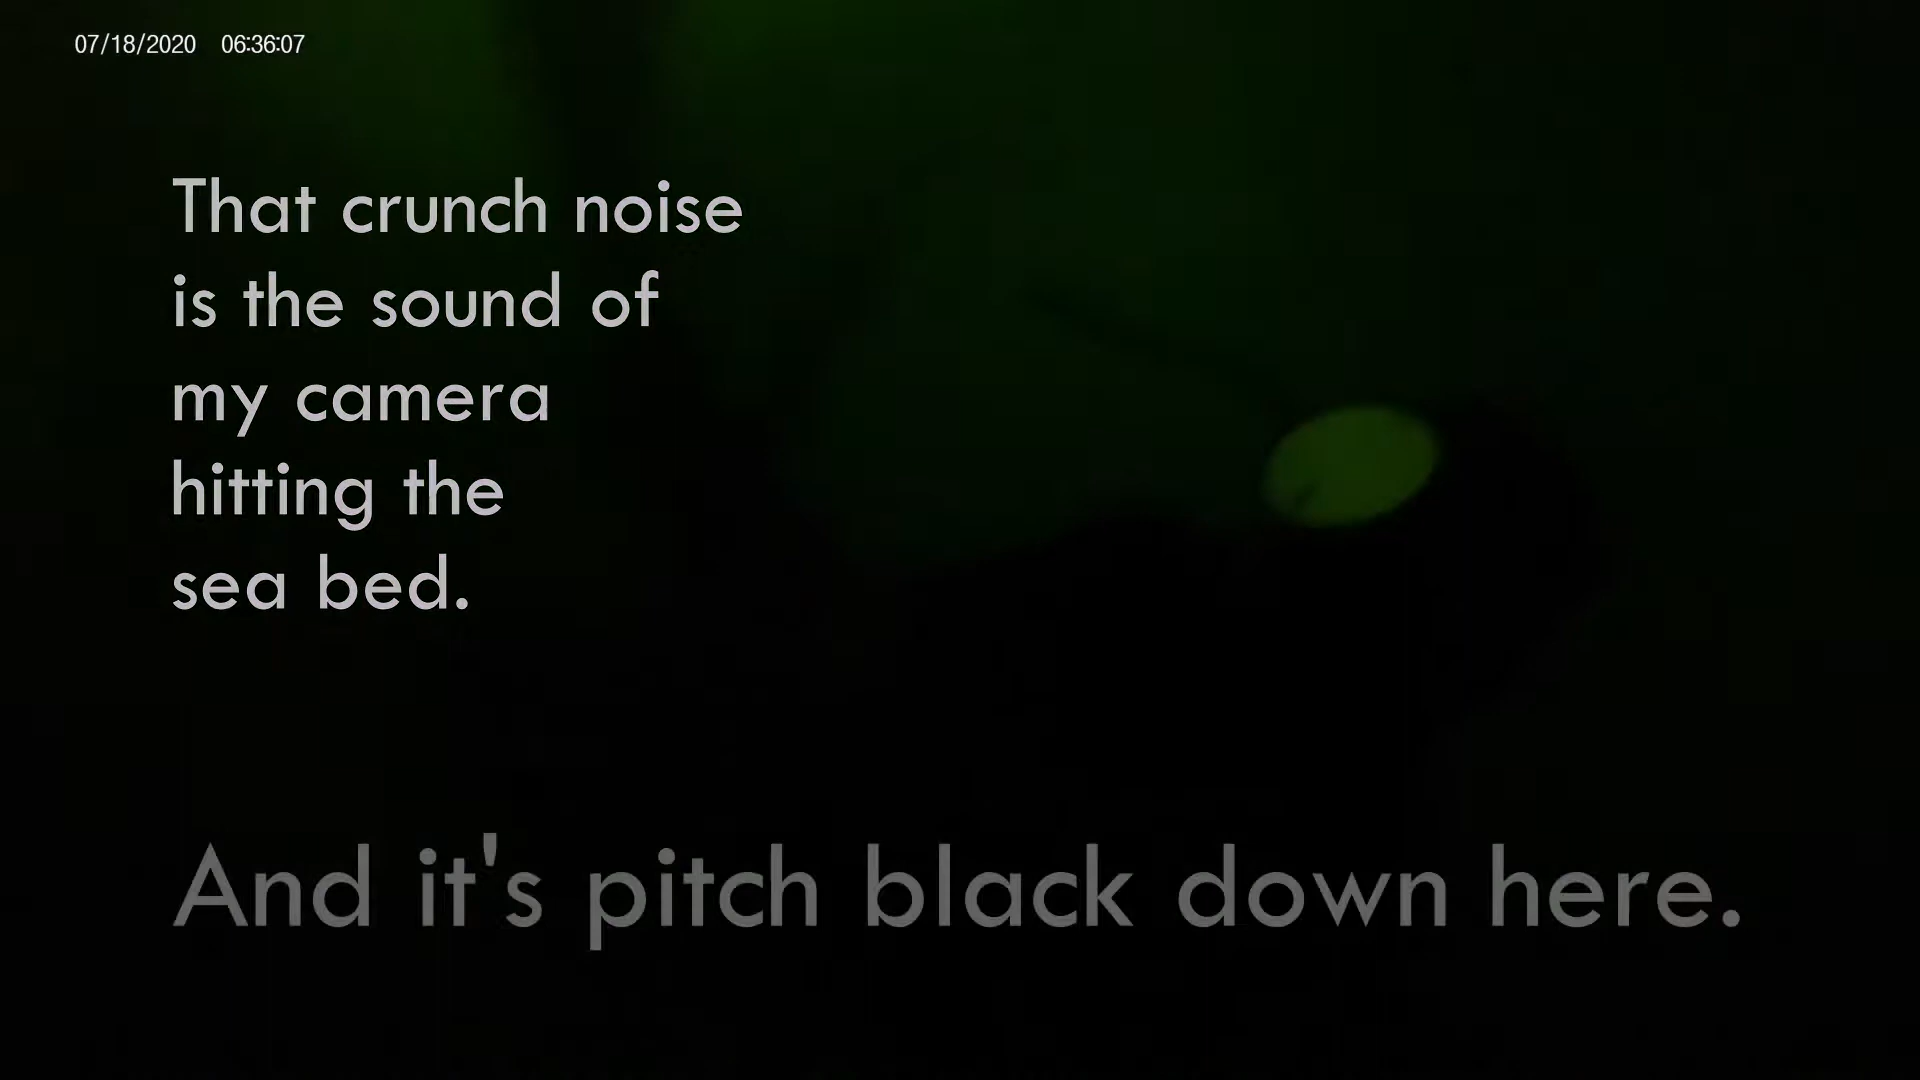 07/18/2020 06:36:07
That crunch noise
is the sound of
my camera
hitting the
sea bed.
And it's pitch black down here.